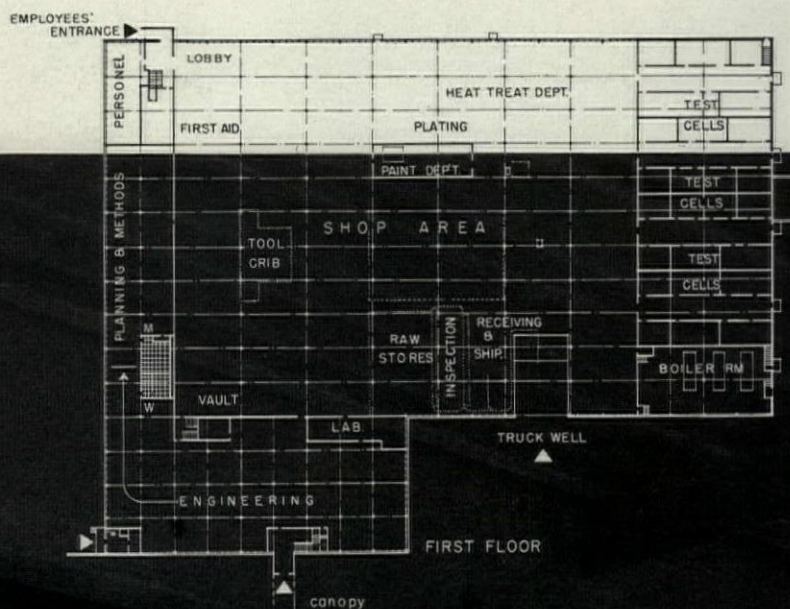 EMPLOYEES'
ENTRANCE
LOBBY
PERSONEL
HEAT TREAT DEPT.
TEST
CELLS
FIRST AID
PLATING
PAINT DEPT.
PLANNING & METHODS
TEST
CELLS
SHOP AREA
TOOL
CRIB
TEST
CELLS
M
W
RAW
STORES
INSPECTION
RECEIVING
&
SHIP.
BOILER RM
VAULT
LAB.
TRUCK WELL
ENGINEERING
FIRST FLOOR
canopy